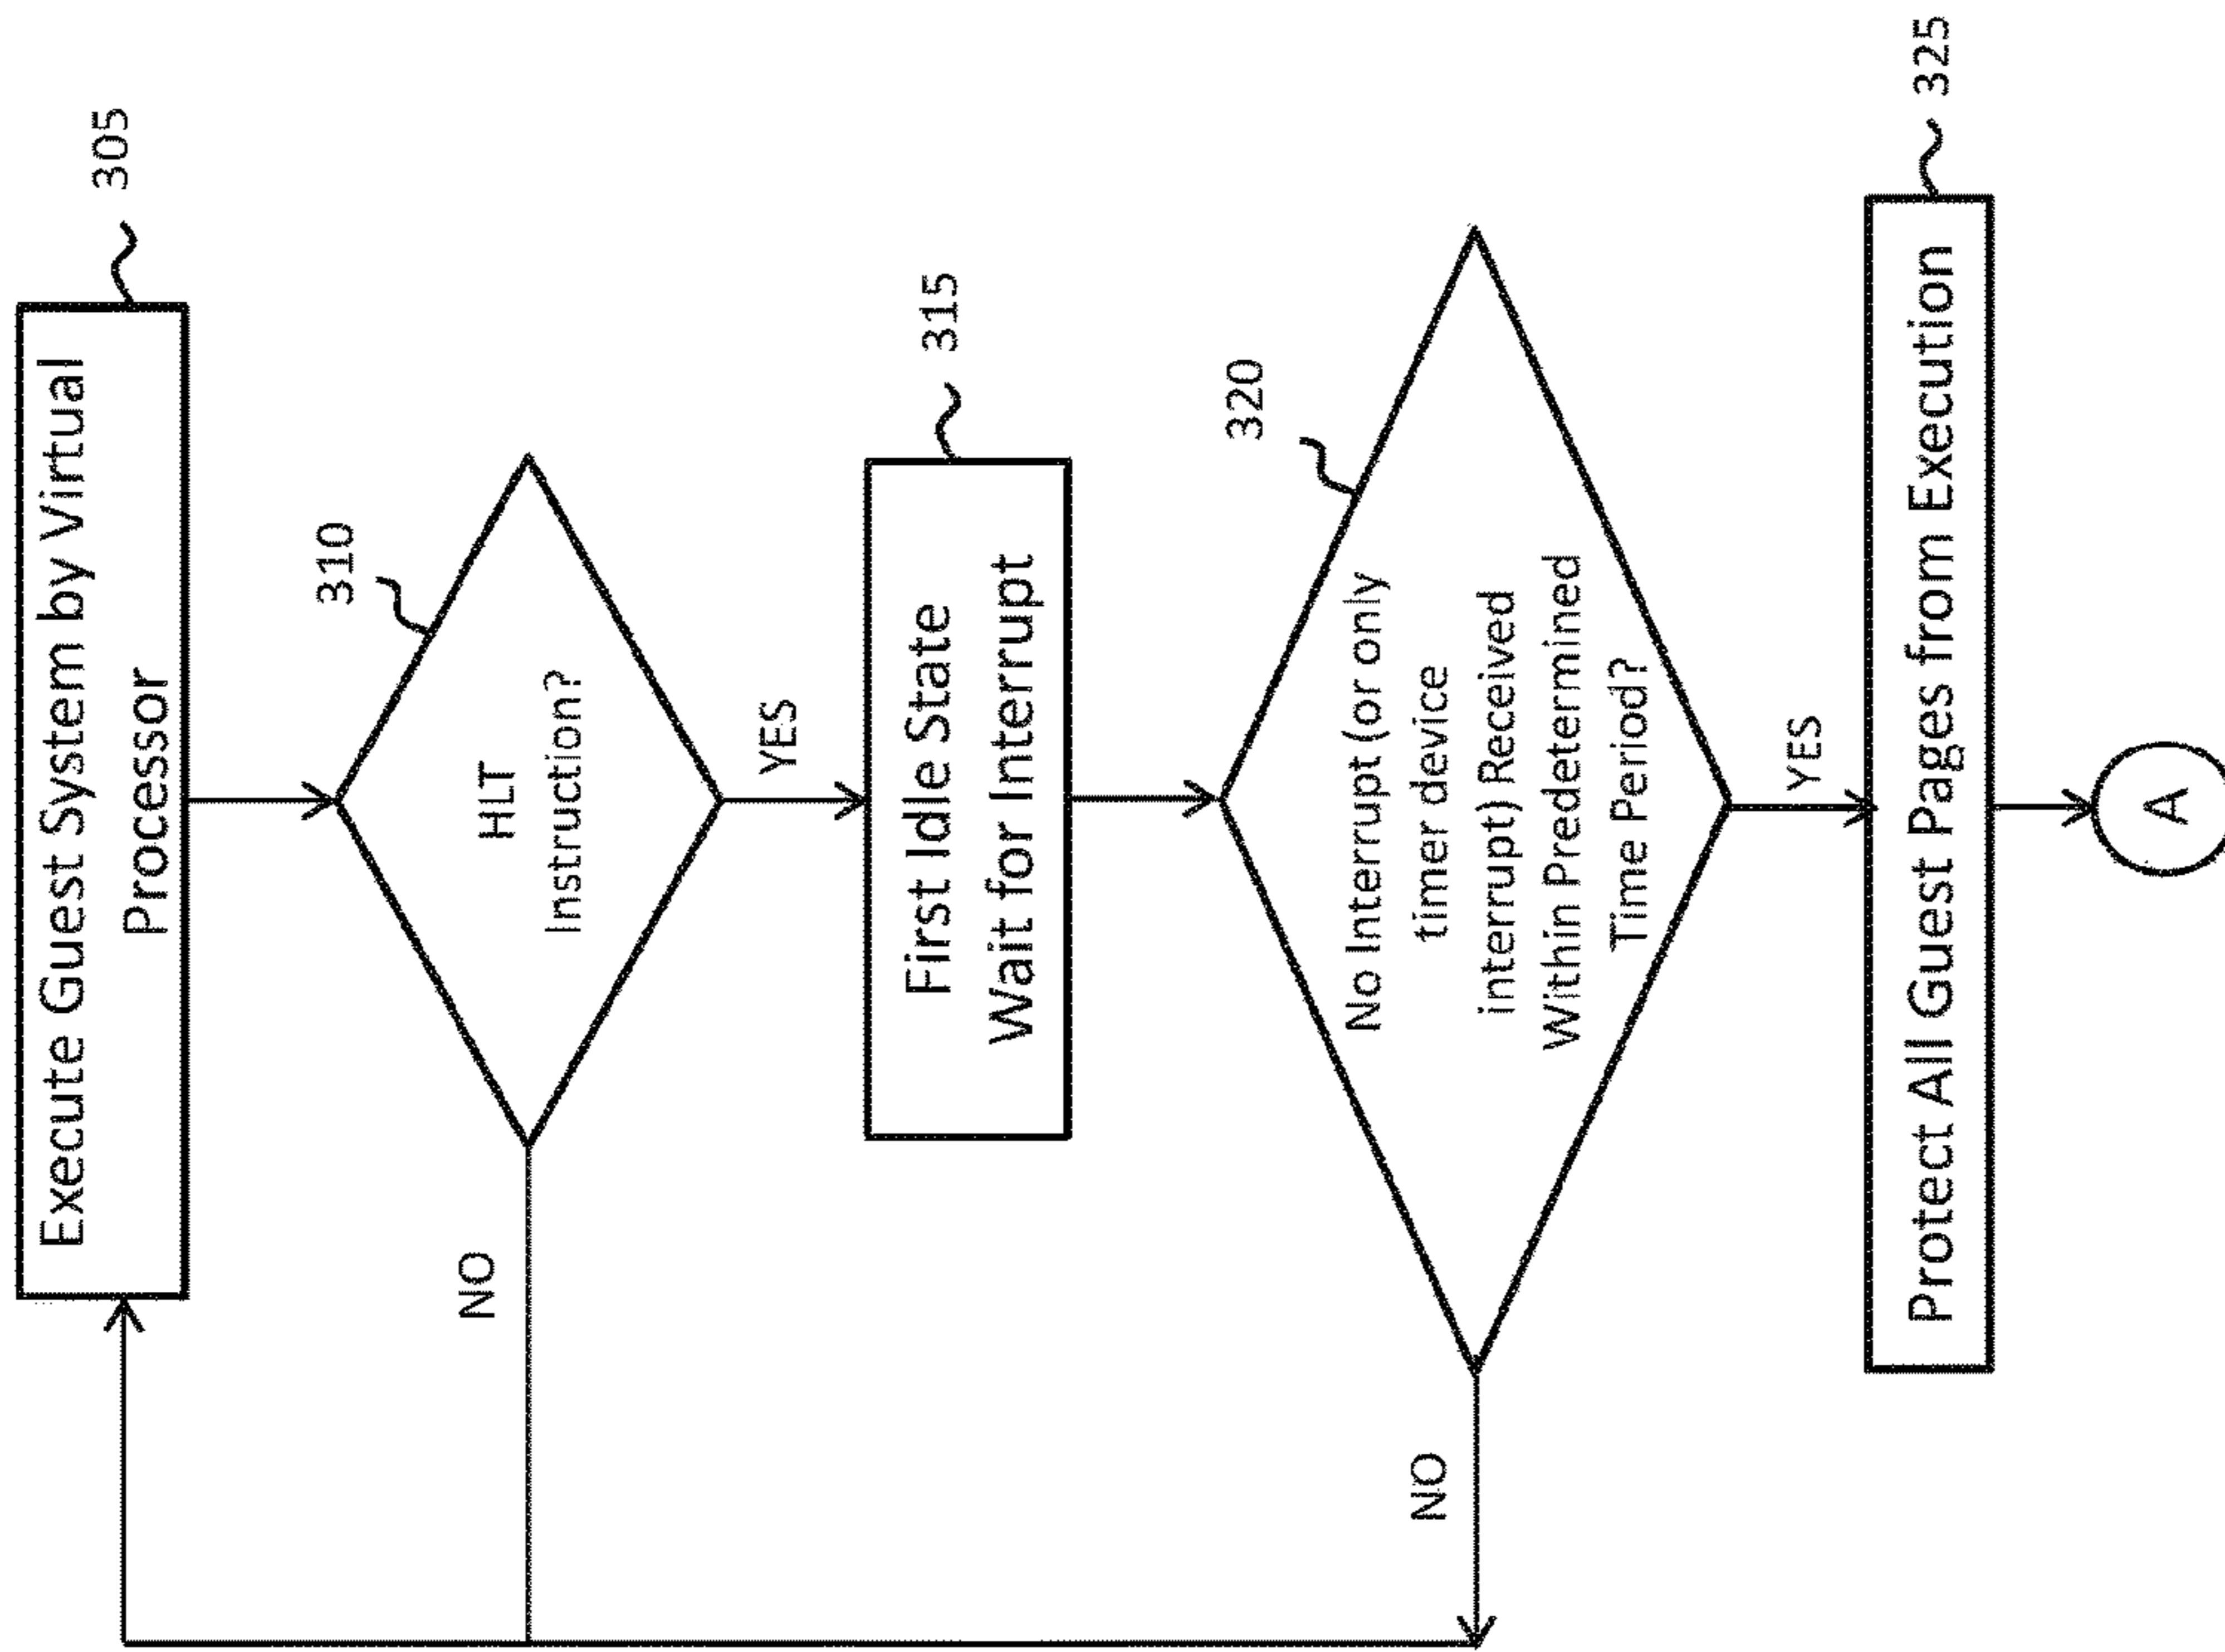 Execute Guest System by Virtual
Processor
305
310
HLT
Instruction?
NO
YES
First Idle State
Wait for Interrupt
315
320
No Interrupt (or only
timer device
interrupt) Received
Within Predetermined
Time Period?
NO
YES
Protect All Guest Pages from Execution
325
A